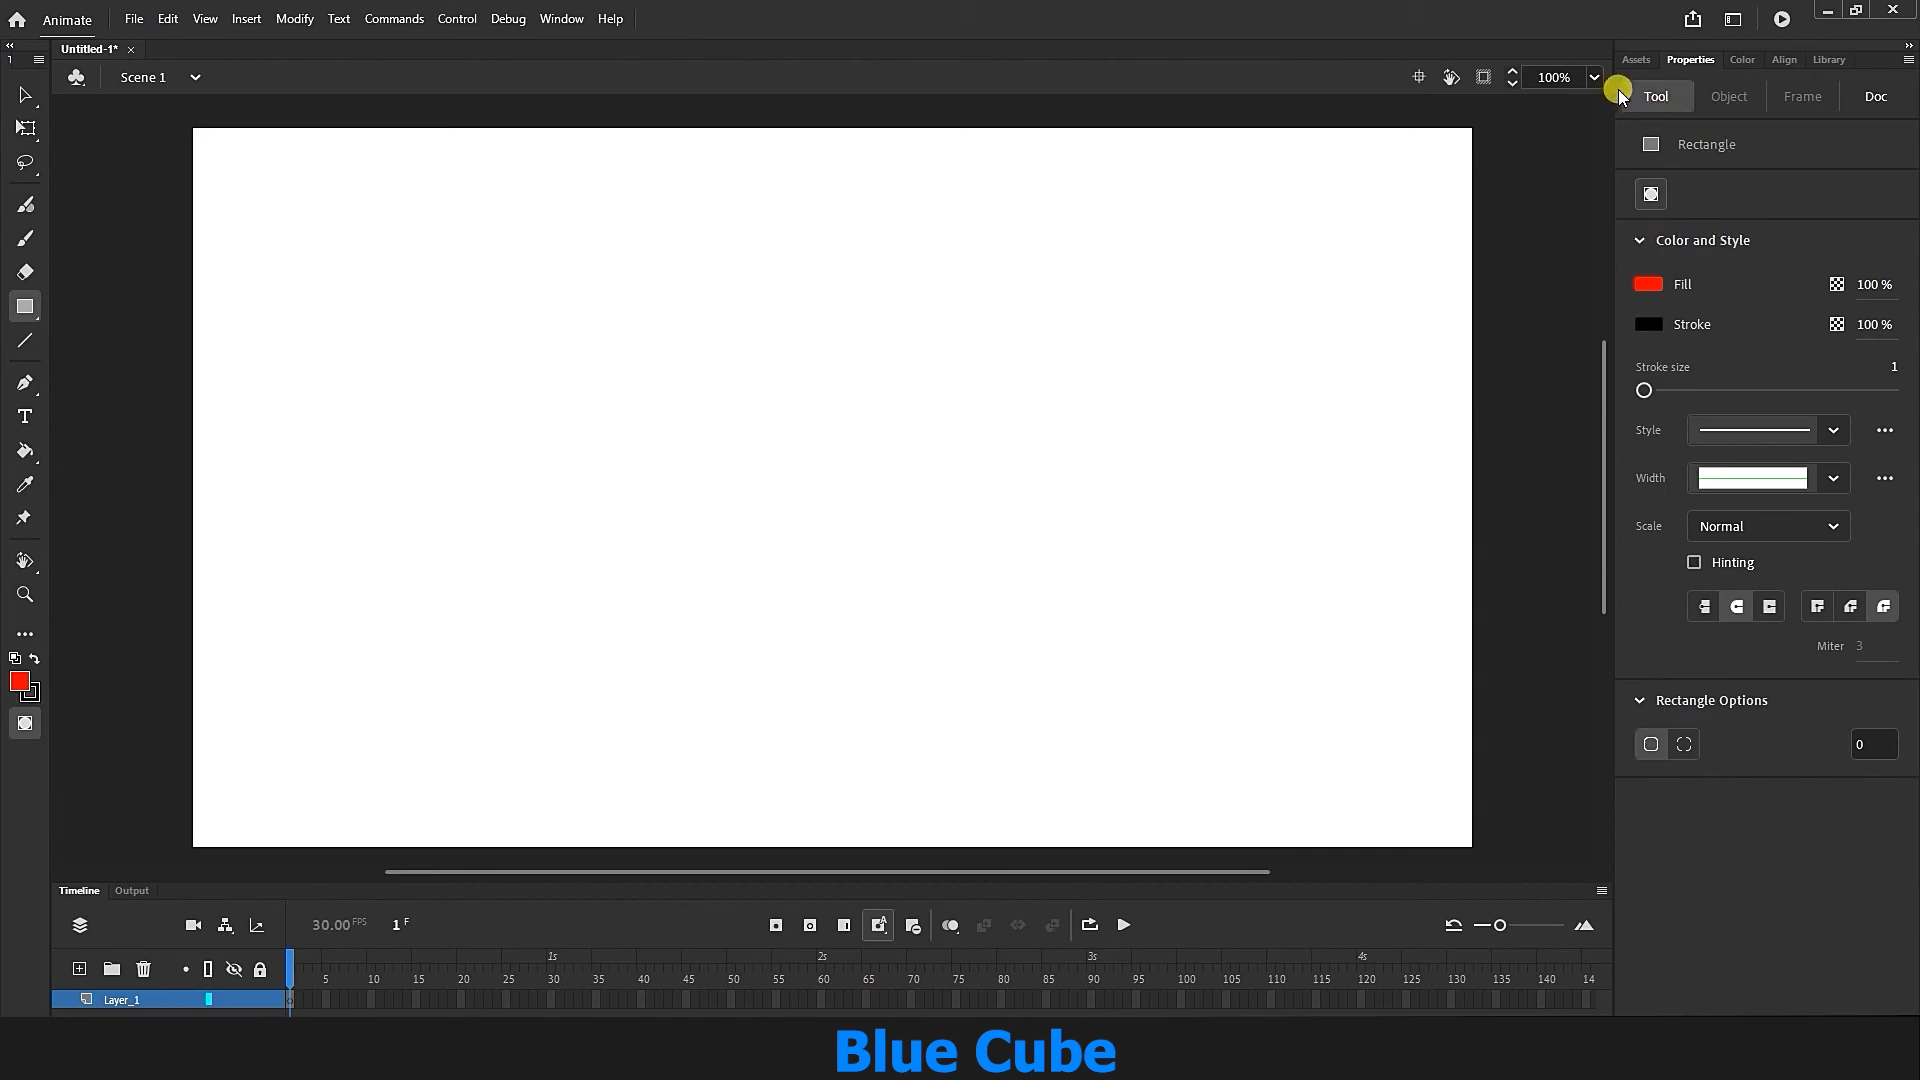 Animate File Edit View Insert Modify Text Commands Control Debug Window Help
Untitled-1*
Scene 1
100%
Assets Properties Color Align Library
Tool Object Frame Doc
Rectangle
Color and Style
Fill 100 %
Stroke 100 %
Stroke size 1
Style
Width
Scale Normal
Hinting
Miter 3
Rectangle Options
0
Timeline Output
30.00 FPS 1 F
1s 2s 3s 4s
5 10 15 20 25 30 35 40 45 50 55 60 65 70 75 80 85 90 95 100 105 110 115 120 125 130 135 140 14
Layer_1
Blue Cube